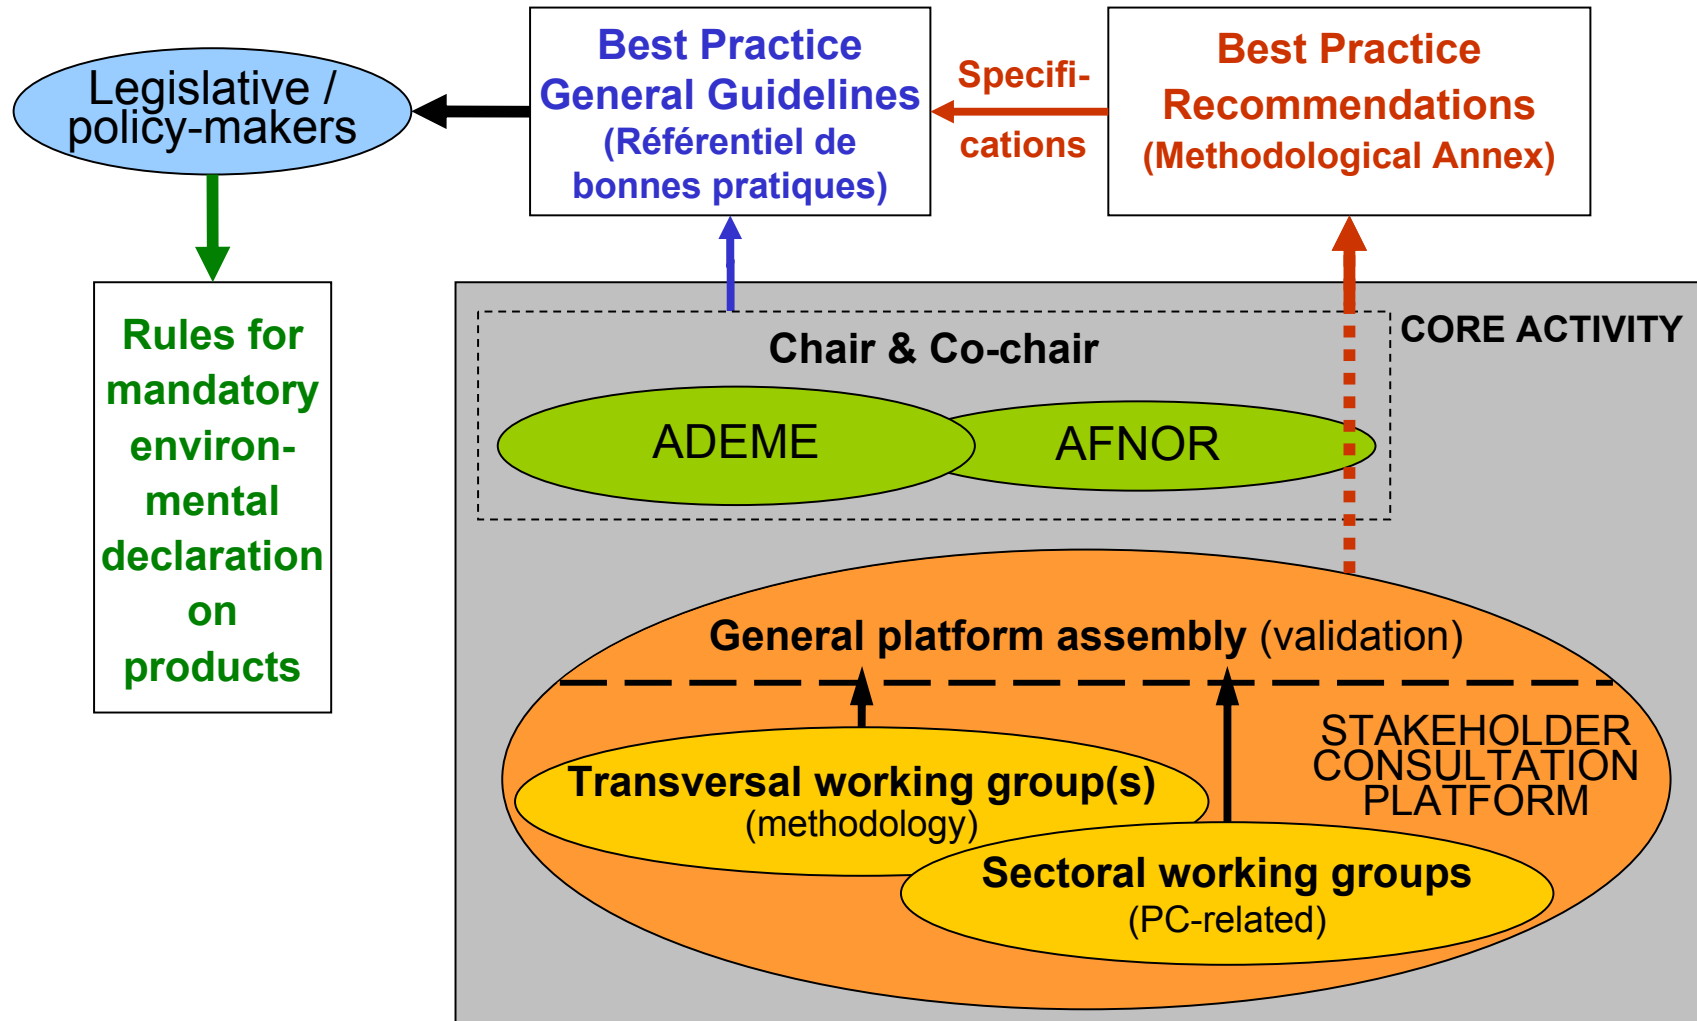 Legislative /
policy-makers
Best Practice
General Guidelines
(Référentiel de
bonnes pratiques)
Specifi-
cations
Best Practice
Recommendations
(Methodological Annex)
Rules for
mandatory
environ-
mental
declaration
on
products
CORE ACTIVITY
Chair & Co-chair
ADEME
AFNOR
General platform assembly (validation)
STAKEHOLDER
CONSULTATION
PLATFORM
Transversal working group(s)
(methodology)
Sectoral working groups
(PC-related)